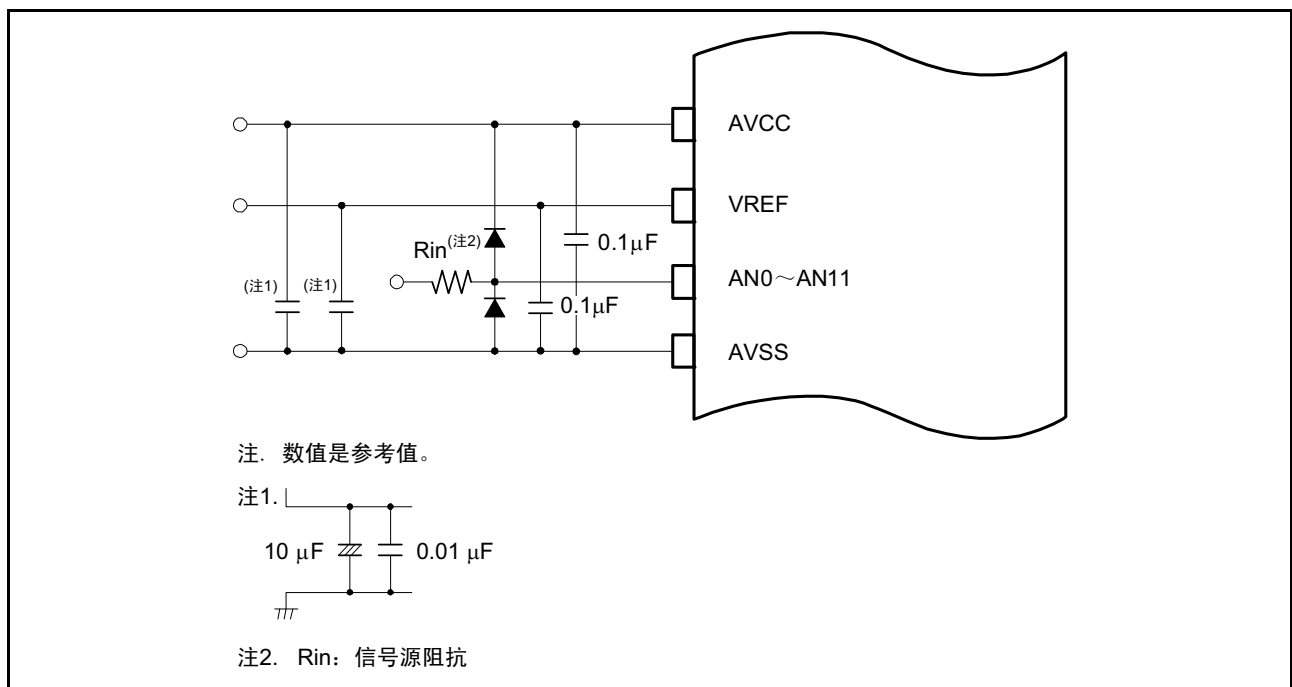 AVCC
VREF
Rin(注2)
0.1μF
AN0～AN11
(注1) (注1)
0.1μF
AVSS
注. 数值是参考值。
注1.
10 μF 0.01 μF
注2. Rin：信号源阻抗